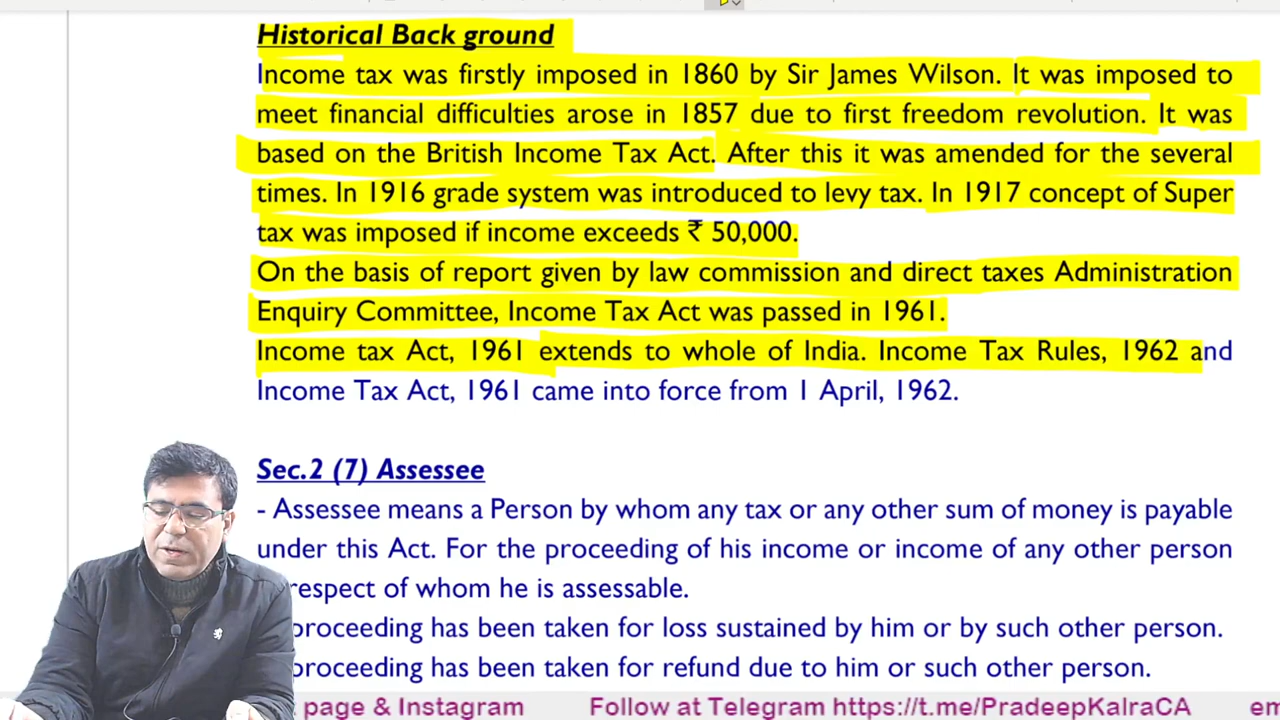 Historical Back ground
Income tax was firstly imposed in 1860 by Sir James Wilson. It was imposed to
meet financial difficulties arose in 1857 due to first freedom revolution. It was
based on the British Income Tax Act. After this it was amended for the several
times. In 1916 grade system was introduced to levy tax. In 1917 concept of Super
tax was imposed if income exceeds ₹ 50,000.
On the basis of report given by law commission and direct taxes Administration
Enquiry Committee, Income Tax Act was passed in 1961.
Income tax Act, 1961 extends to whole of India. Income Tax Rules, 1962 and
Income Tax Act, 1961 came into force from 1 April, 1962.
Sec.2 (7) Assessee
- Assessee means a Person by whom any tax or any other sum of money is payable
under this Act. For the proceeding of his income or income of any other person
respect of whom he is assessable.
proceeding has been taken for loss sustained by him or by such other person.
proceeding has been taken for refund due to him or such other person.
page & Instagram Follow at Telegram https://t.me/PradeepKalraCA